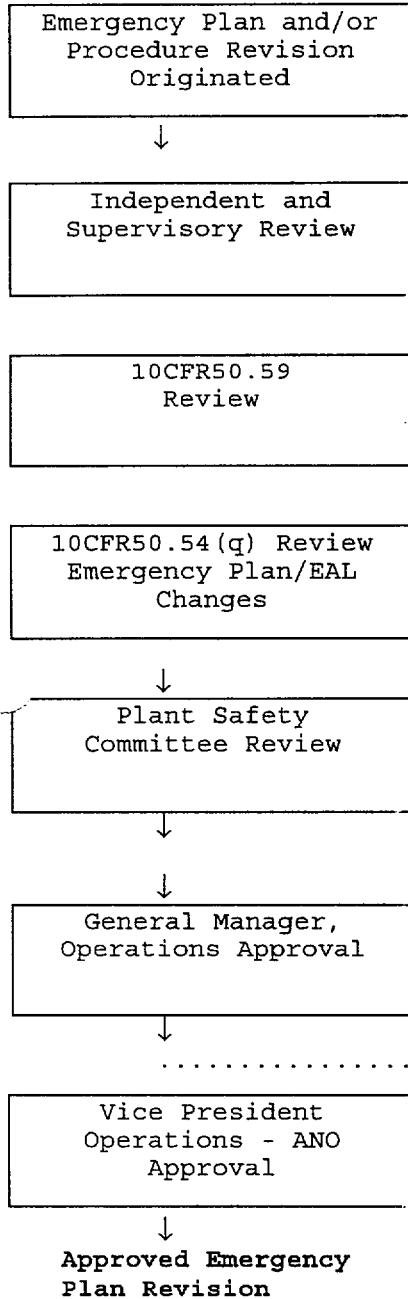 Emergency Plan and/or
Procedure Revision
Originated
↓
Independent and
Supervisory Review
10CFR50.59
Review
10CFR50.54(q) Review
Emergency Plan/EAL
Changes
↓
Plant Safety
Committee Review
↓
↓
General Manager,
Operations Approval
↓
. . . . . . . . . . . . . . . .
Vice President
Operations - ANO
Approval
↓
Approved Emergency
Plan Revision